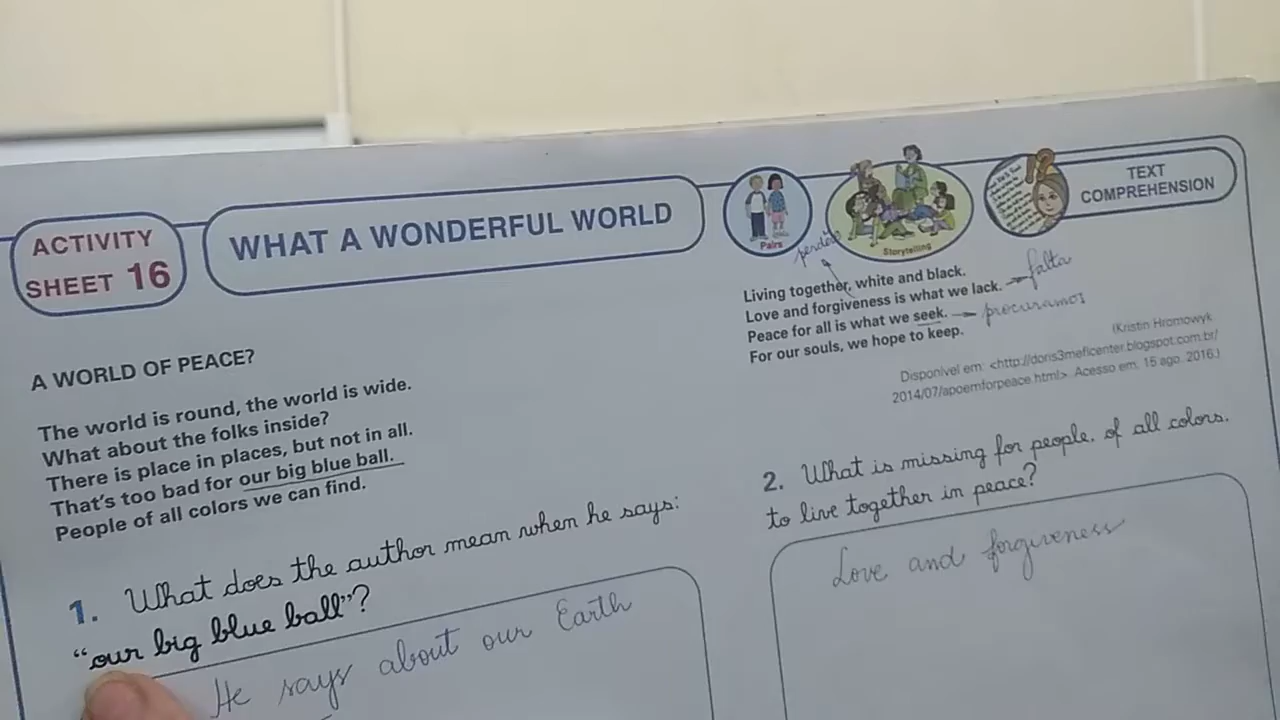 ACTIVITY
SHEET 16
WHAT A WONDERFUL WORLD
Pairs
Storytelling
TEXT
COMPREHENSION
A WORLD OF PEACE?
The world is round, the world is wide.
What about the folks inside?
There is place in places, but not in all.
That's too bad for our big blue ball.
People of all colors we can find.
Living together, white and black.
Love and forgiveness is what we lack. falta
Peace for all is what we seek. procuramos
For our souls, we hope to keep.
(Kristin Hromowyk
Disponível em: <http://doris3meficenter.blogspot.com.br/
2014/07/apoemforpeace.html>. Acesso em: 15 ago. 2016.)
1. What does the author mean when he says:
"our big blue ball"?
He says about our Earth
2. What is missing for people, of all colors,
to live together in peace?
Love and forgiveness